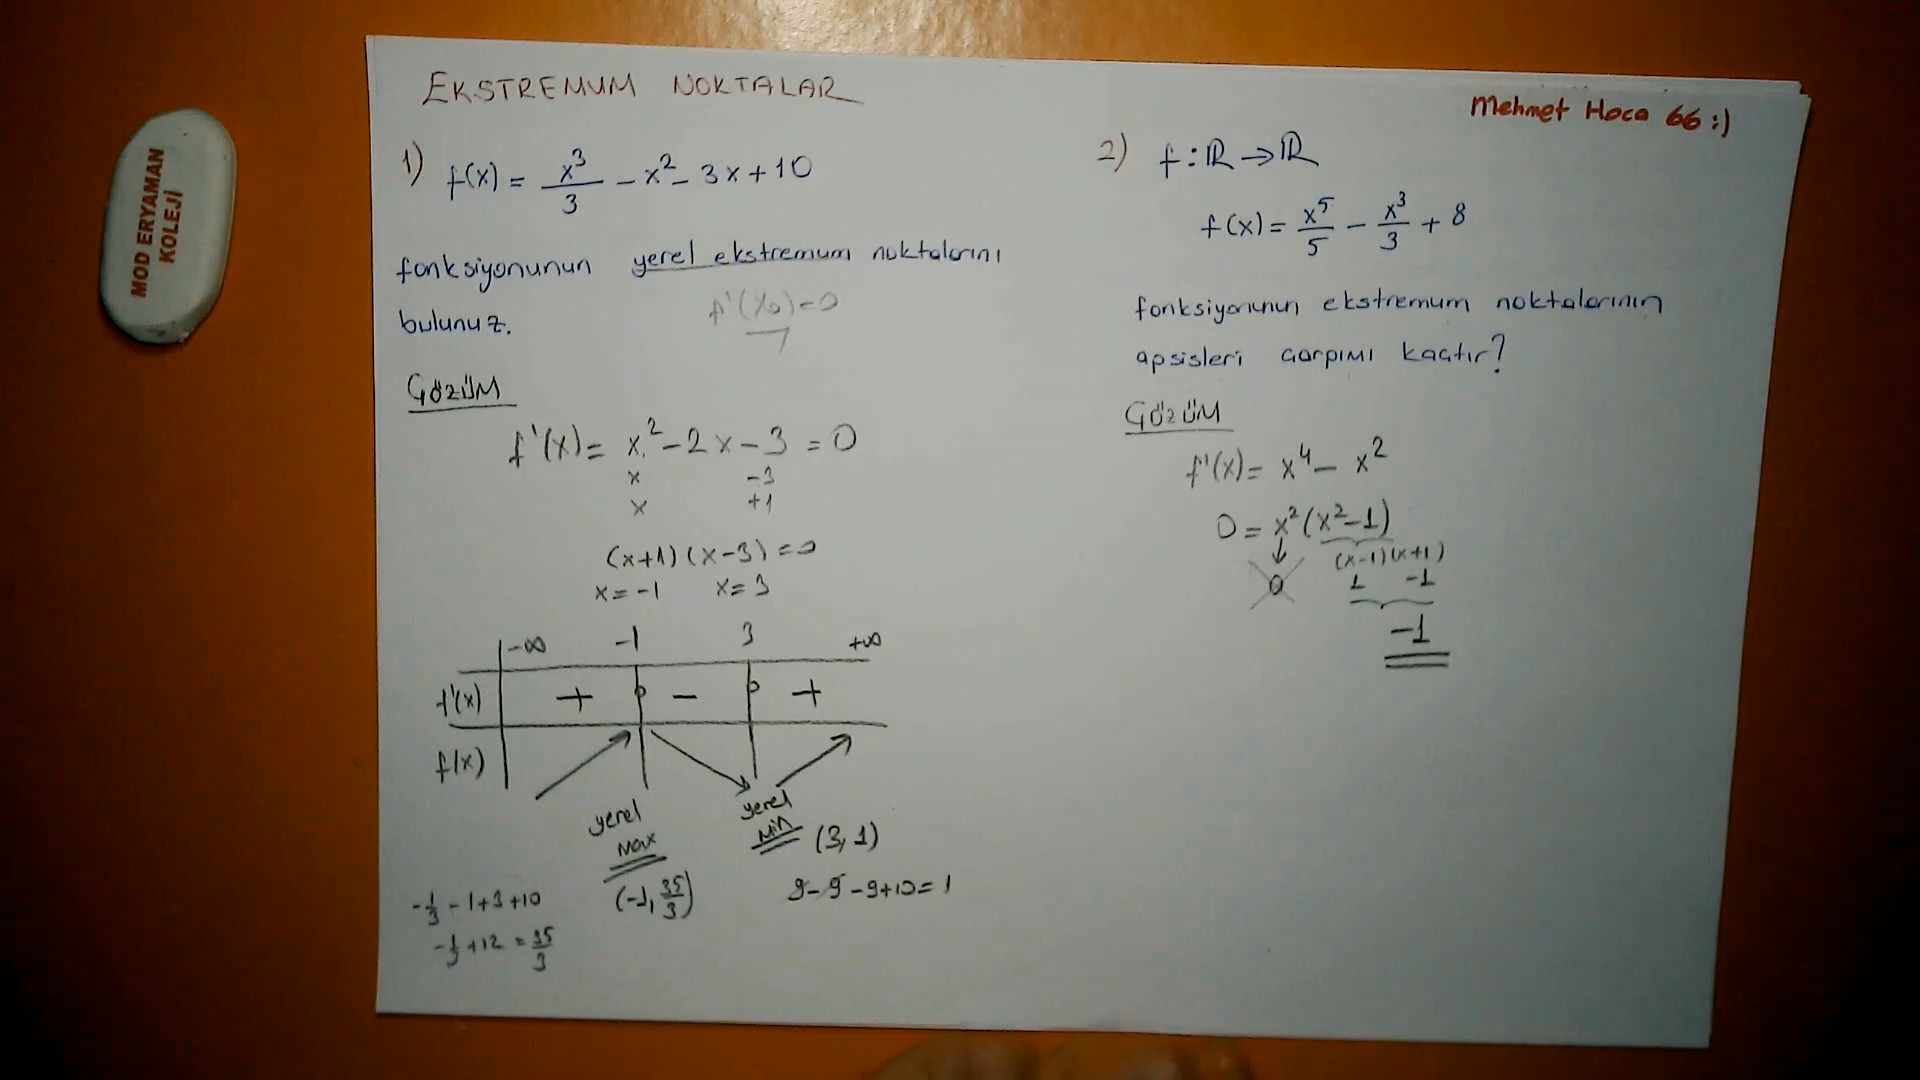 MOD ERYAMAN
KOLEJİ
EKSTREMUM NOKTALAR
Mehmet Hoca 66 :)
1) f(x) = x³/3 - x² - 3x + 10
fonksiyonunun yerel ekstremum noktalarını
bulunuz.
f'(x₀)=0
ÇÖZÜM
f'(x) = x² - 2x - 3 = 0
x -3
x +1
(x+1)(x-3)=0
x=-1 x=3
-∞ -1 3 +∞
f'(x) + 0 - 0 +
f(x)
yerel
Max
(-1, 35/3)
yerel
Min
(3, 1)
9-9-9+10=1
-1/3 - 1+3+10
-1/3 +12 = 35/3
2) f: ℝ → ℝ
f(x) = x⁵/5 - x³/3 + 8
fonksiyonunun ekstremum noktalarının
apsisleri çarpımı kaçtır?
ÇÖZÜM
f'(x) = x⁴ - x²
0 = x²(x²-1)
(x-1)(x+1)
0 1 -1
-1